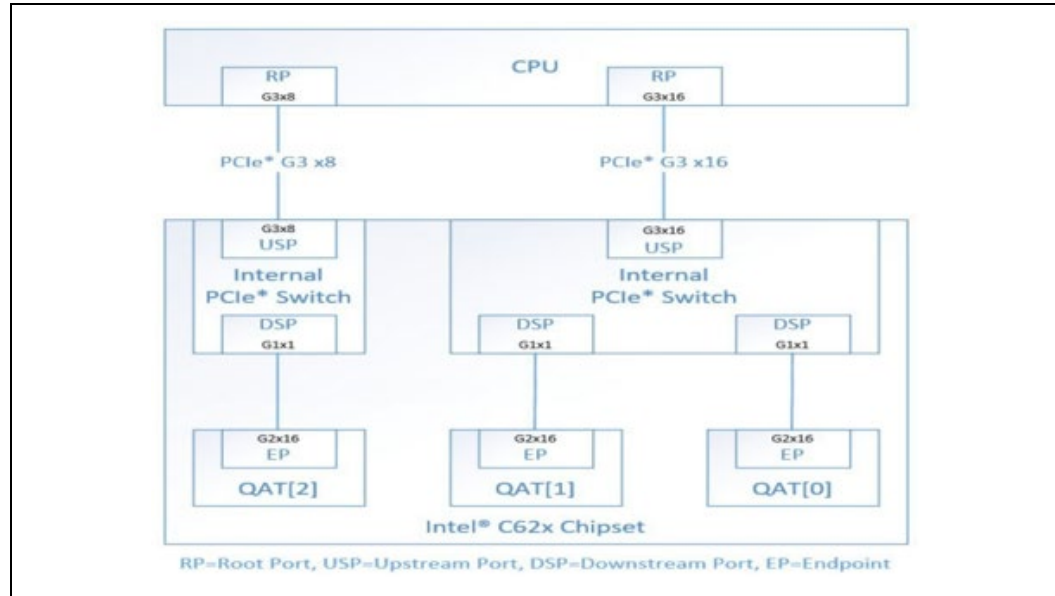 CPU
RP
G3x8
RP
G3x16
PCIe* G3 x8
PCIe* G3 x16
G3x8
USP
Internal
PCIe* Switch
DSP
G1x1
G3x16
USP
Internal
PCIe* Switch
DSP
G1x1
DSP
G1x1
G2x16
EP
QAT[2]
G2x16
EP
QAT[1]
G2x16
EP
QAT[0]
Intel® C62x Chipset
RP=Root Port, USP=Upstream Port, DSP=Downstream Port, EP=Endpoint